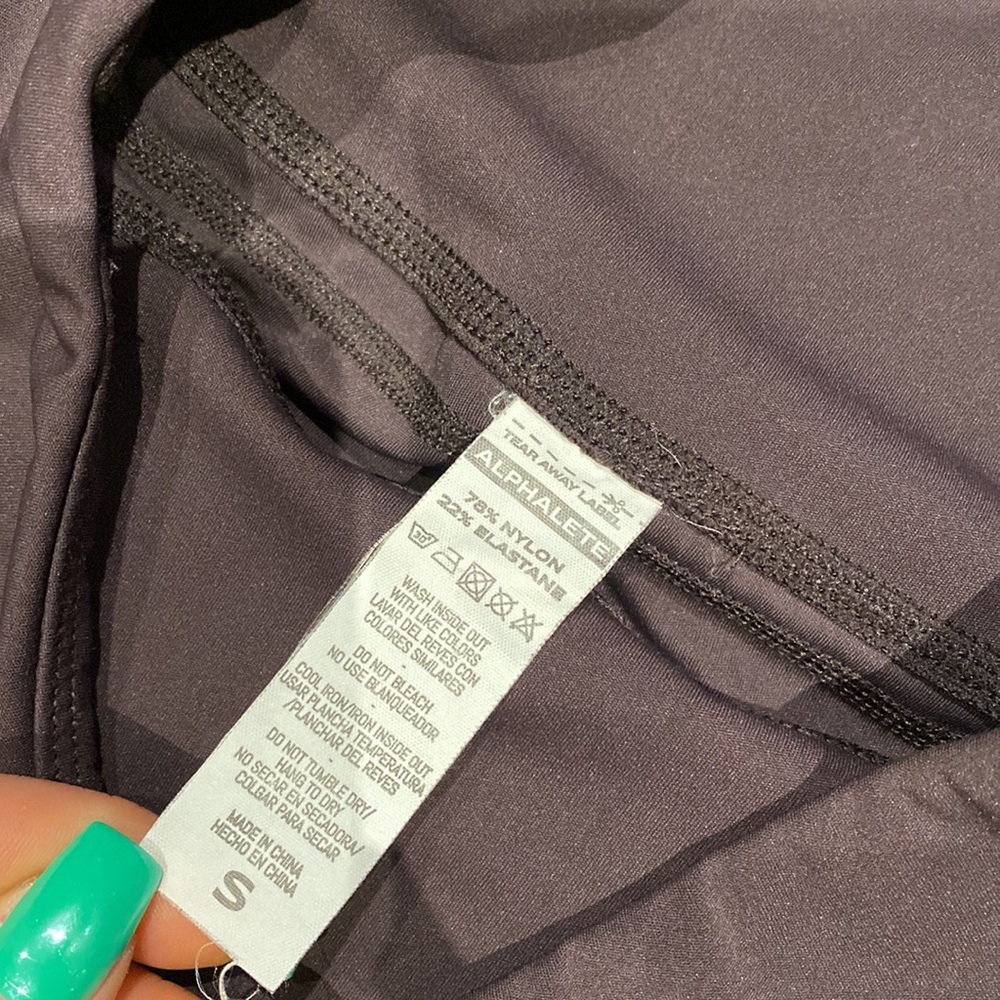 TEAR AWAY LABEL
ALPHALETE
78% NYLON
22% ELASTANE
30°
WASH INSIDE OUT
WITH LIKE COLORS
LAVAR DEL REVES CON
COLORES SIMILARES
-
DO NOT BLEACH
NO USE BLANQUEADOR
-
COOL IRON/IRON INSIDE OUT
USAR PLANCHA TEMPERATURA
/PLANCHAR DEL REVES
-
DO NOT TUMBLE DRY/
HANG TO DRY
NO SECAR EN SECADORA/
COLGAR PARA SECAR
MADE IN CHINA
HECHO EN CHINA
S